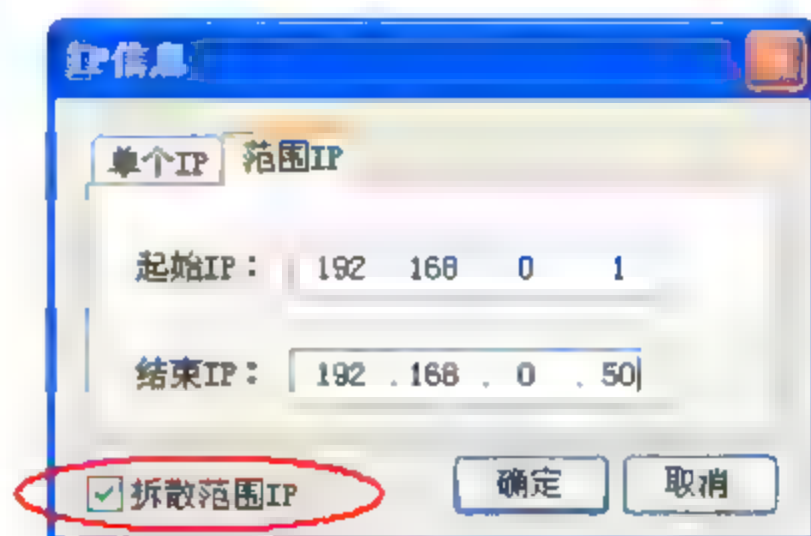 IP信息
单个IP 范围IP
起始IP： 192 168 0 1
结束IP： 192 . 168 . 0 . 50
拆散范围IP 确定 取消